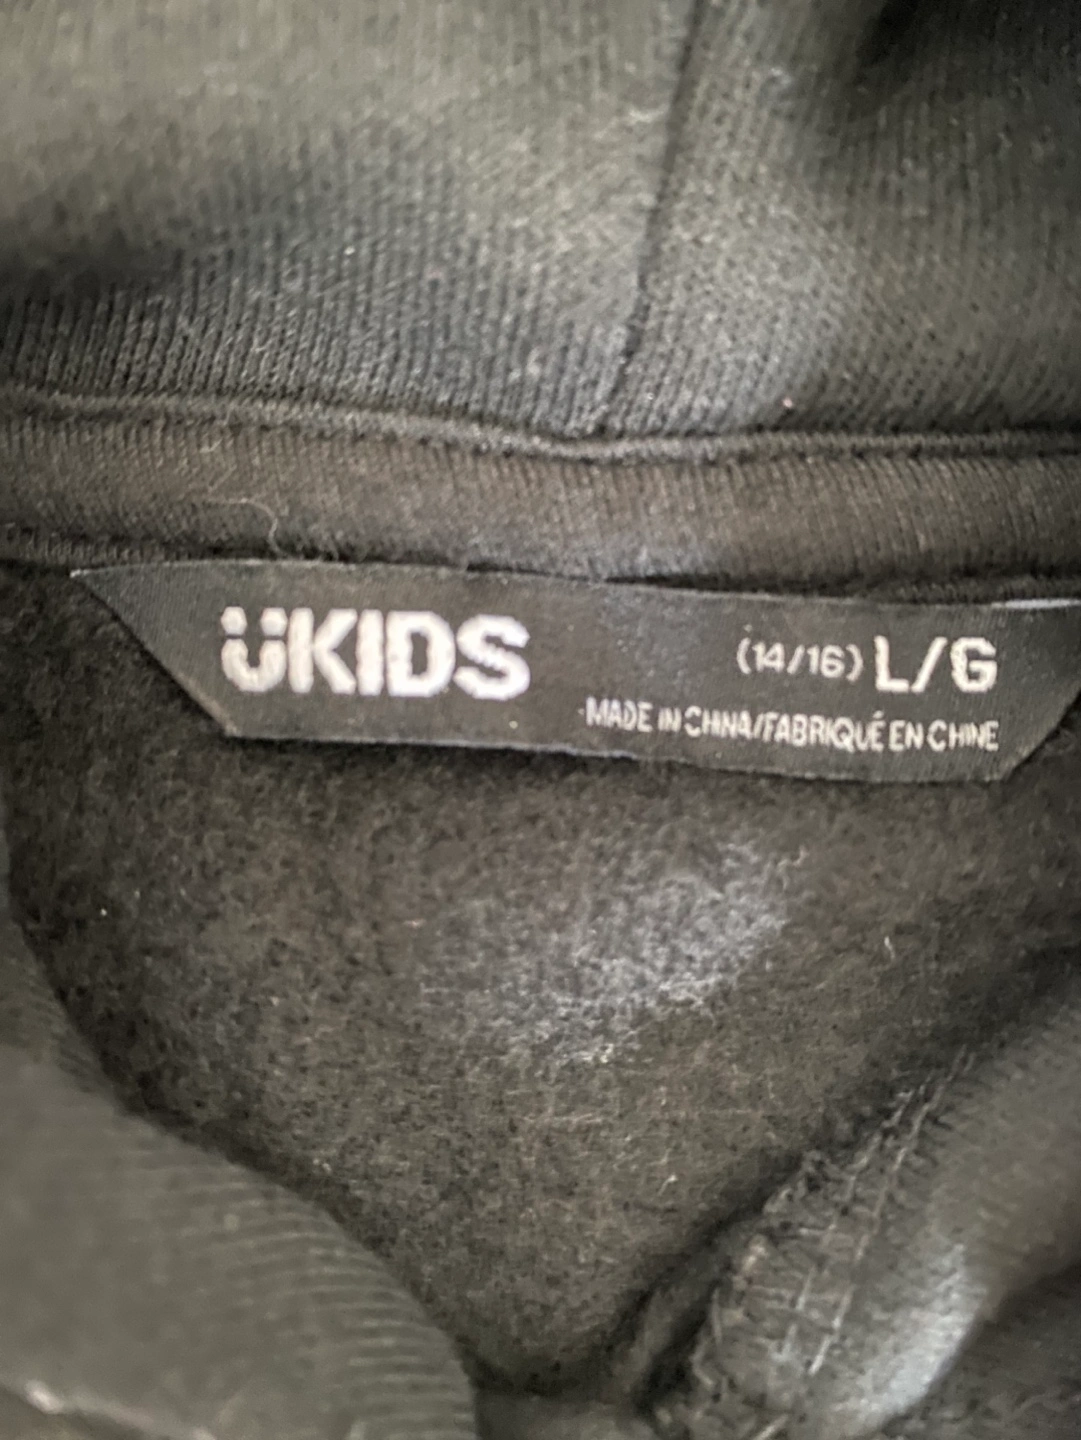 ÜKIDS
(14/16) L/G
MADE IN CHINA/FABRIQUÉ EN CHINE